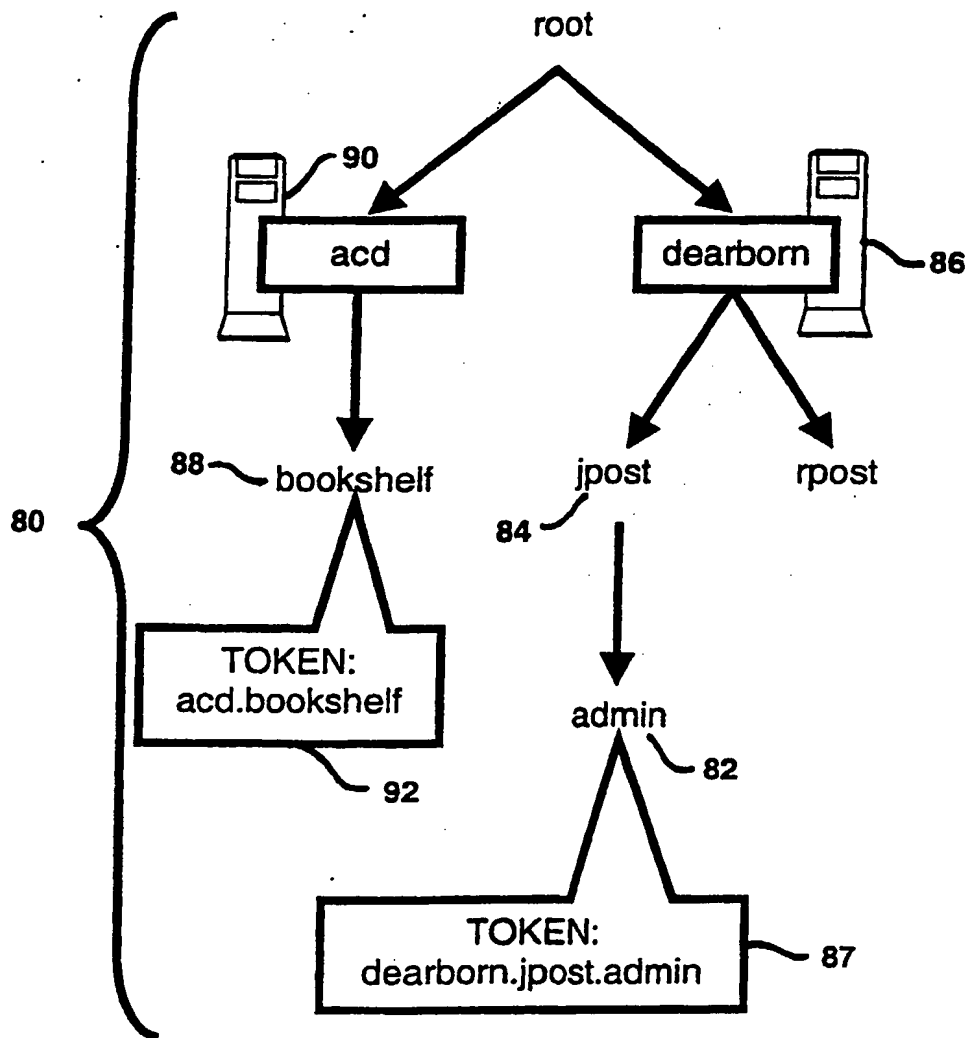 root
90
acd
dearborn
86
88
bookshelf
jpost
rpost
80
84
TOKEN:
acd.bookshelf
admin
82
92
TOKEN:
dearborn.jpost.admin
87